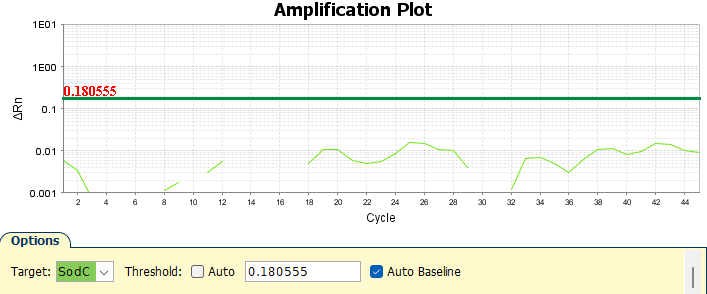 Amplification Plot
1E01
1E00
0.180555
0.1
0.01
0.001
ΔRn
2 4 6 8 10 12 14 16 18 20 22 24 26 28 30 32 34 36 38 40 42 44
Cycle
Options
Target: SodC Threshold: Auto 0.180555 Auto Baseline